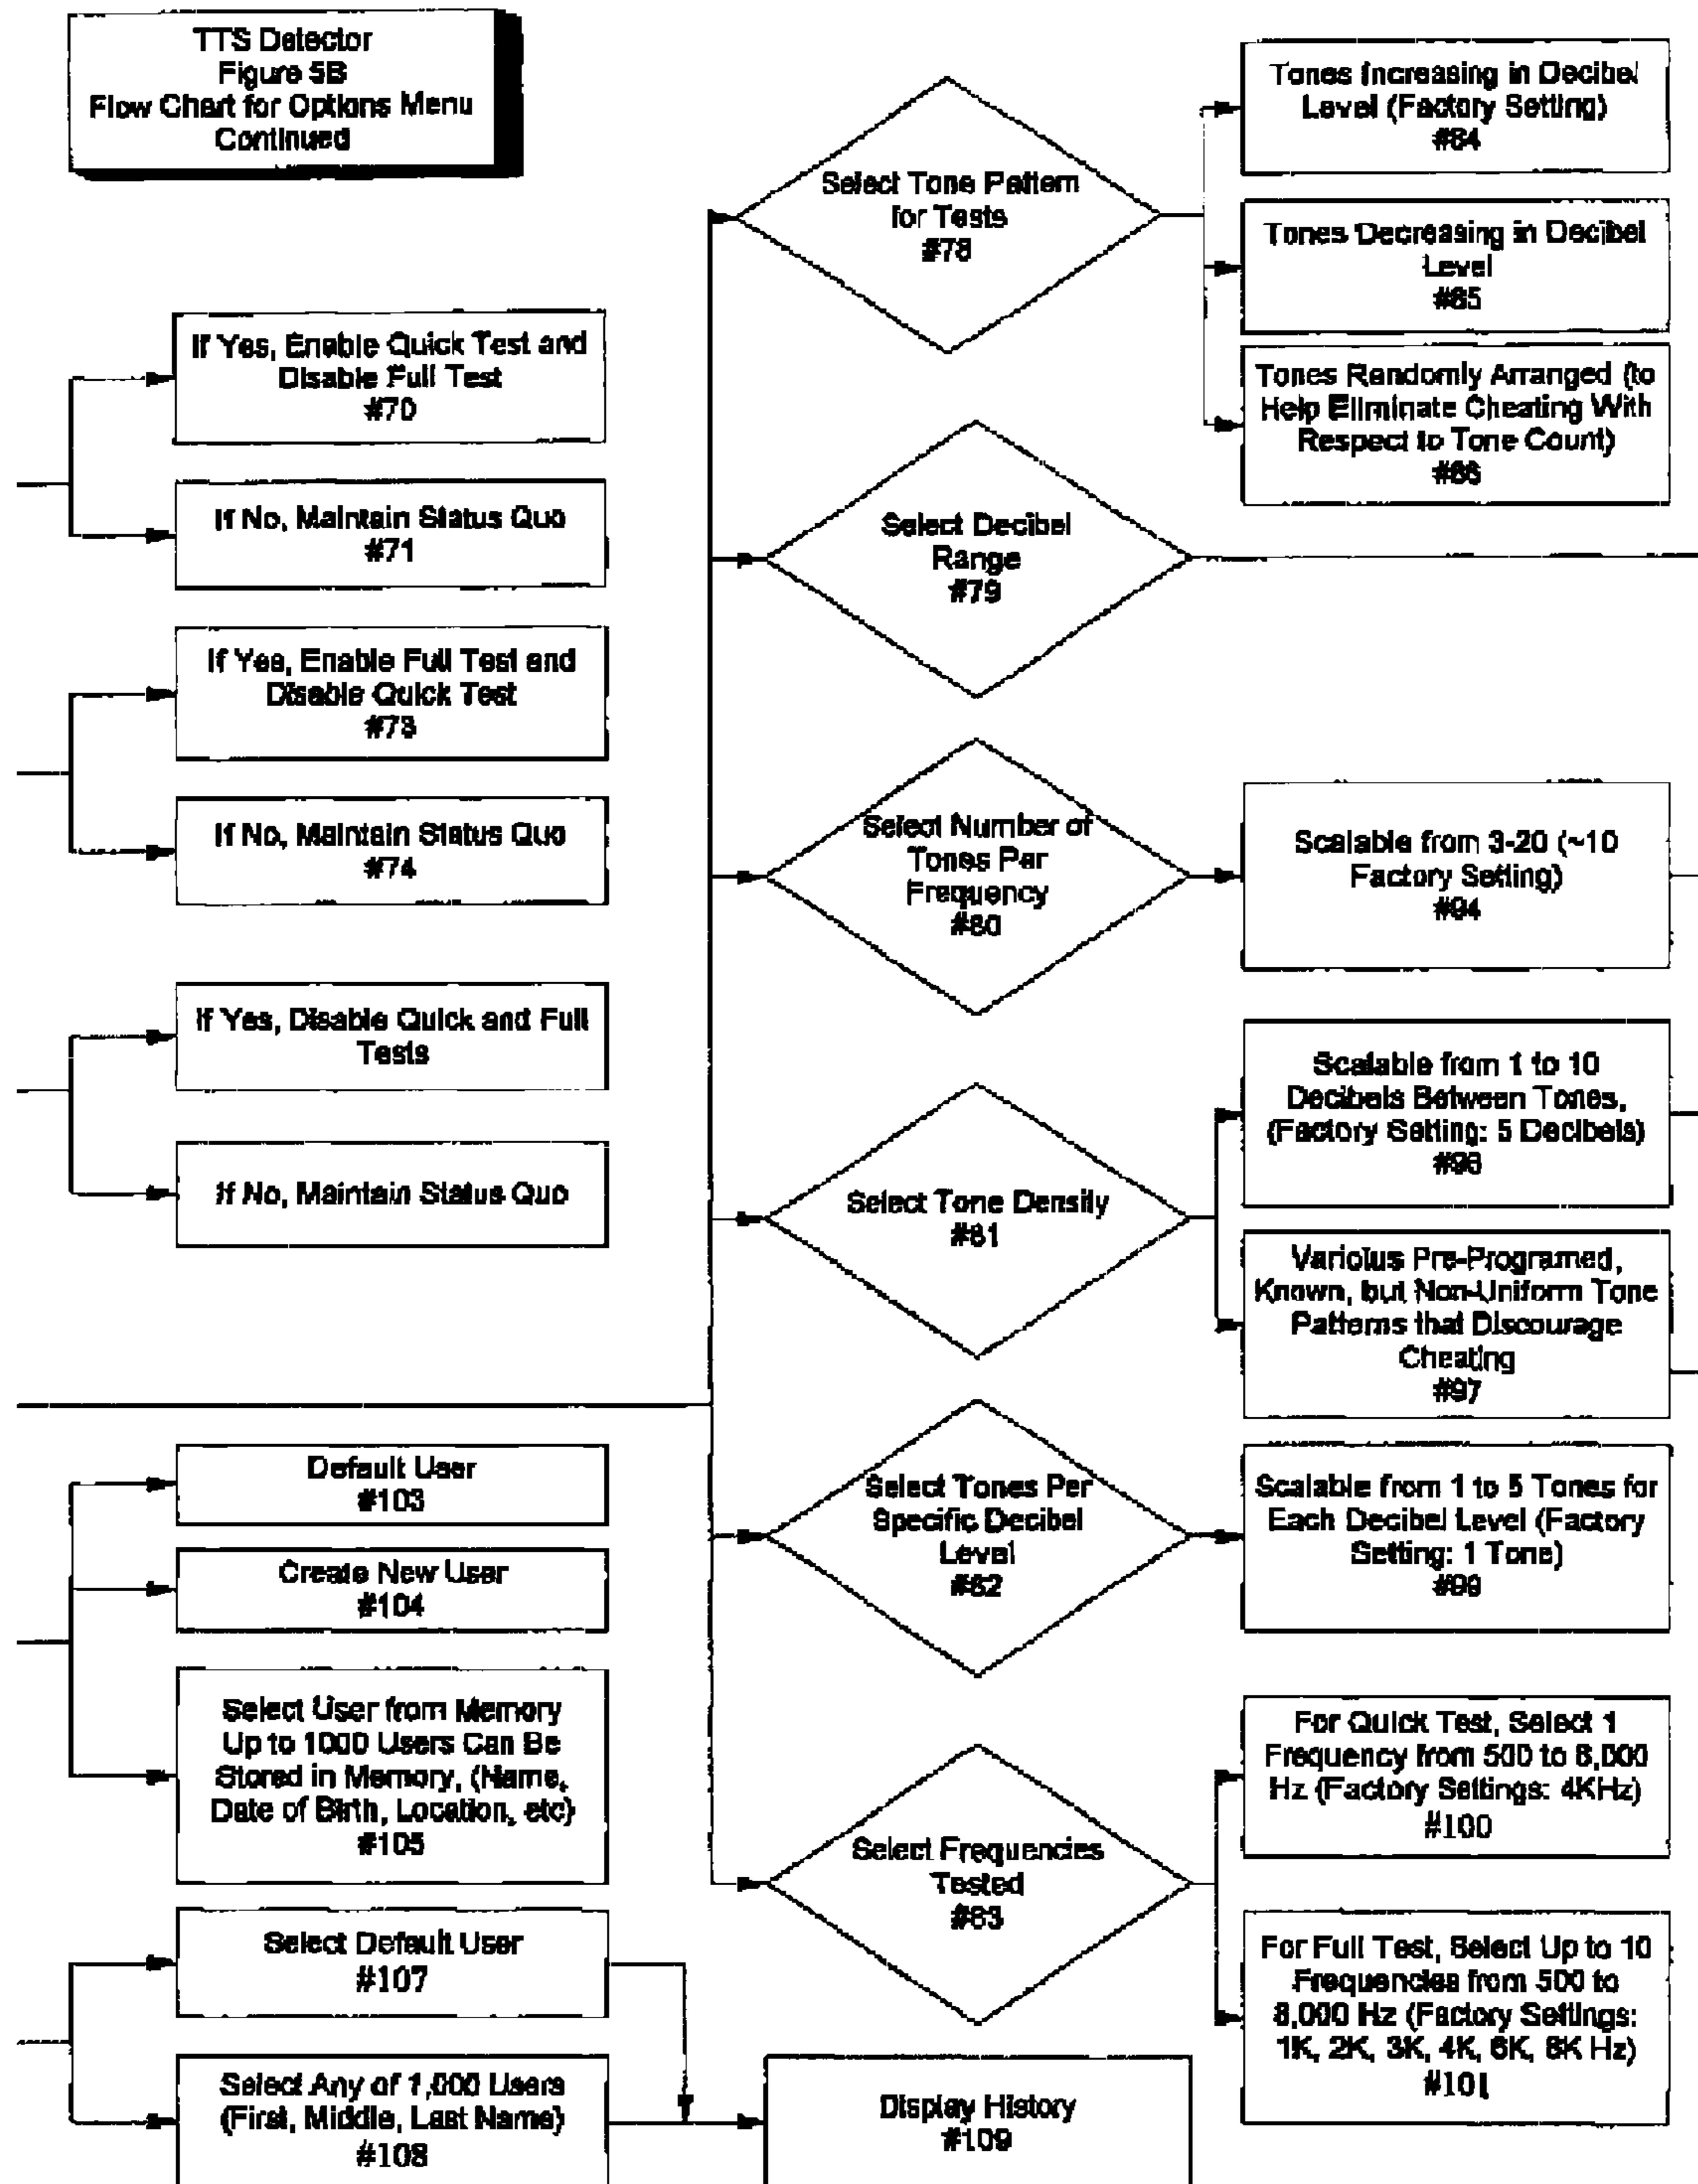 TTS Detector
Figure 5B
Flow Chart for Options Menu
Continued
If Yes, Enable Quick Test and
Disable Full Test
#70
If No, Maintain Status Quo
#71
If Yes, Enable Full Test and
Disable Quick Test
#73
If No, Maintain Status Quo
#74
If Yes, Disable Quick and Full
Tests
If No, Maintain Status Quo
Default User
#103
Create New User
#104
Select User from Memory
Up to 1000 Users Can Be
Stored in Memory, (Name,
Date of Birth, Location, etc)
#105
Select Default User
#107
Select Any of 1,000 Users
(First, Middle, Last Name)
#108
Select Tone Pattern
for Tests
#78
Select Decibel
Range
#79
Select Number of
Tones Per
Frequency
#80
Select Tone Density
#81
Select Tones Per
Specific Decibel
Level
#82
Select Frequencies
Tested
#83
Display History
#109
Tones Increasing in Decibel
Level (Factory Setting)
#84
Tones Decreasing in Decibel
Level
#85
Tones Randomly Arranged (to
Help Eliminate Cheating With
Respect to Tone Count)
#86
Scalable from 3-20 (~10
Factory Setting)
#94
Scalable from 1 to 10
Decibels Between Tones,
(Factory Setting: 5 Decibels)
#96
Variotus Pre-Programed,
Known, but Non-Uniform Tone
Patterns that Discourage
Cheating
#97
Scalable from 1 to 5 Tones for
Each Decibel Level (Factory
Setting: 1 Tone)
#99
For Quick Test, Select 1
Frequency from 500 to 8,000
Hz (Factory Settings: 4KHz)
#100
For Full Test, Select Up to 10
Frequencies from 500 to
8,000 Hz (Factory Settings:
1K, 2K, 3K, 4K, 6K, 8K Hz)
#101